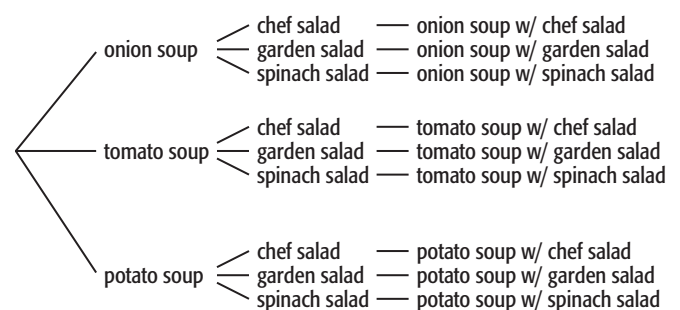 chef salad onion soup w/ chef salad
onion soup garden salad onion soup w/ garden salad
spinach salad onion soup w/ spinach salad
chef salad tomato soup w/ chef salad
tomato soup garden salad tomato soup w/ garden salad
spinach salad tomato soup w/ spinach salad
chef salad potato soup w/ chef salad
potato soup garden salad potato soup w/ garden salad
spinach salad potato soup w/ spinach salad